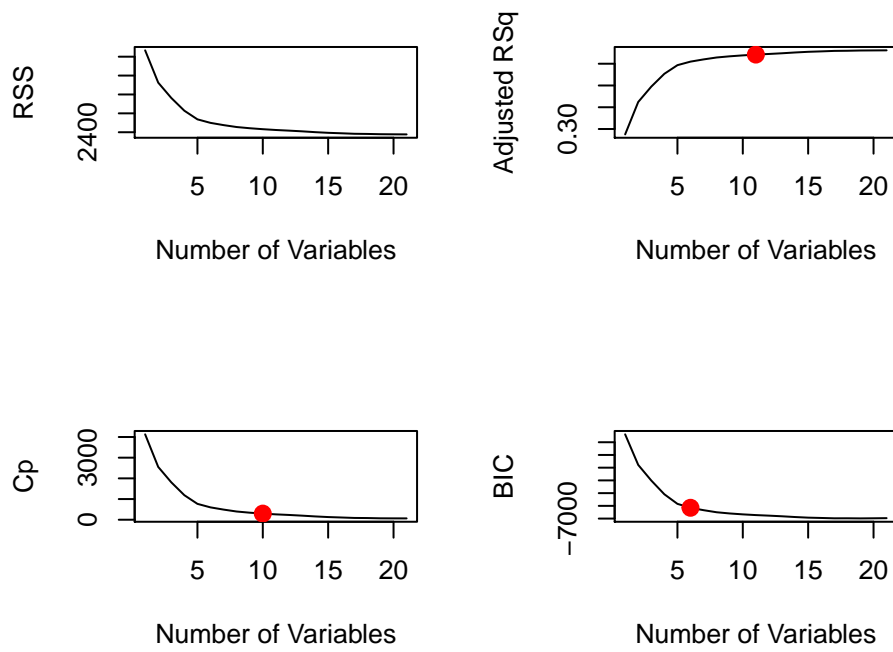 RSS
2400
5 10 15 20
Number of Variables
Adjusted RSq
0.30
5 10 15 20
Number of Variables
Cp
0 3000
5 10 15 20
Number of Variables
BIC
−7000
5 10 15 20
Number of Variables